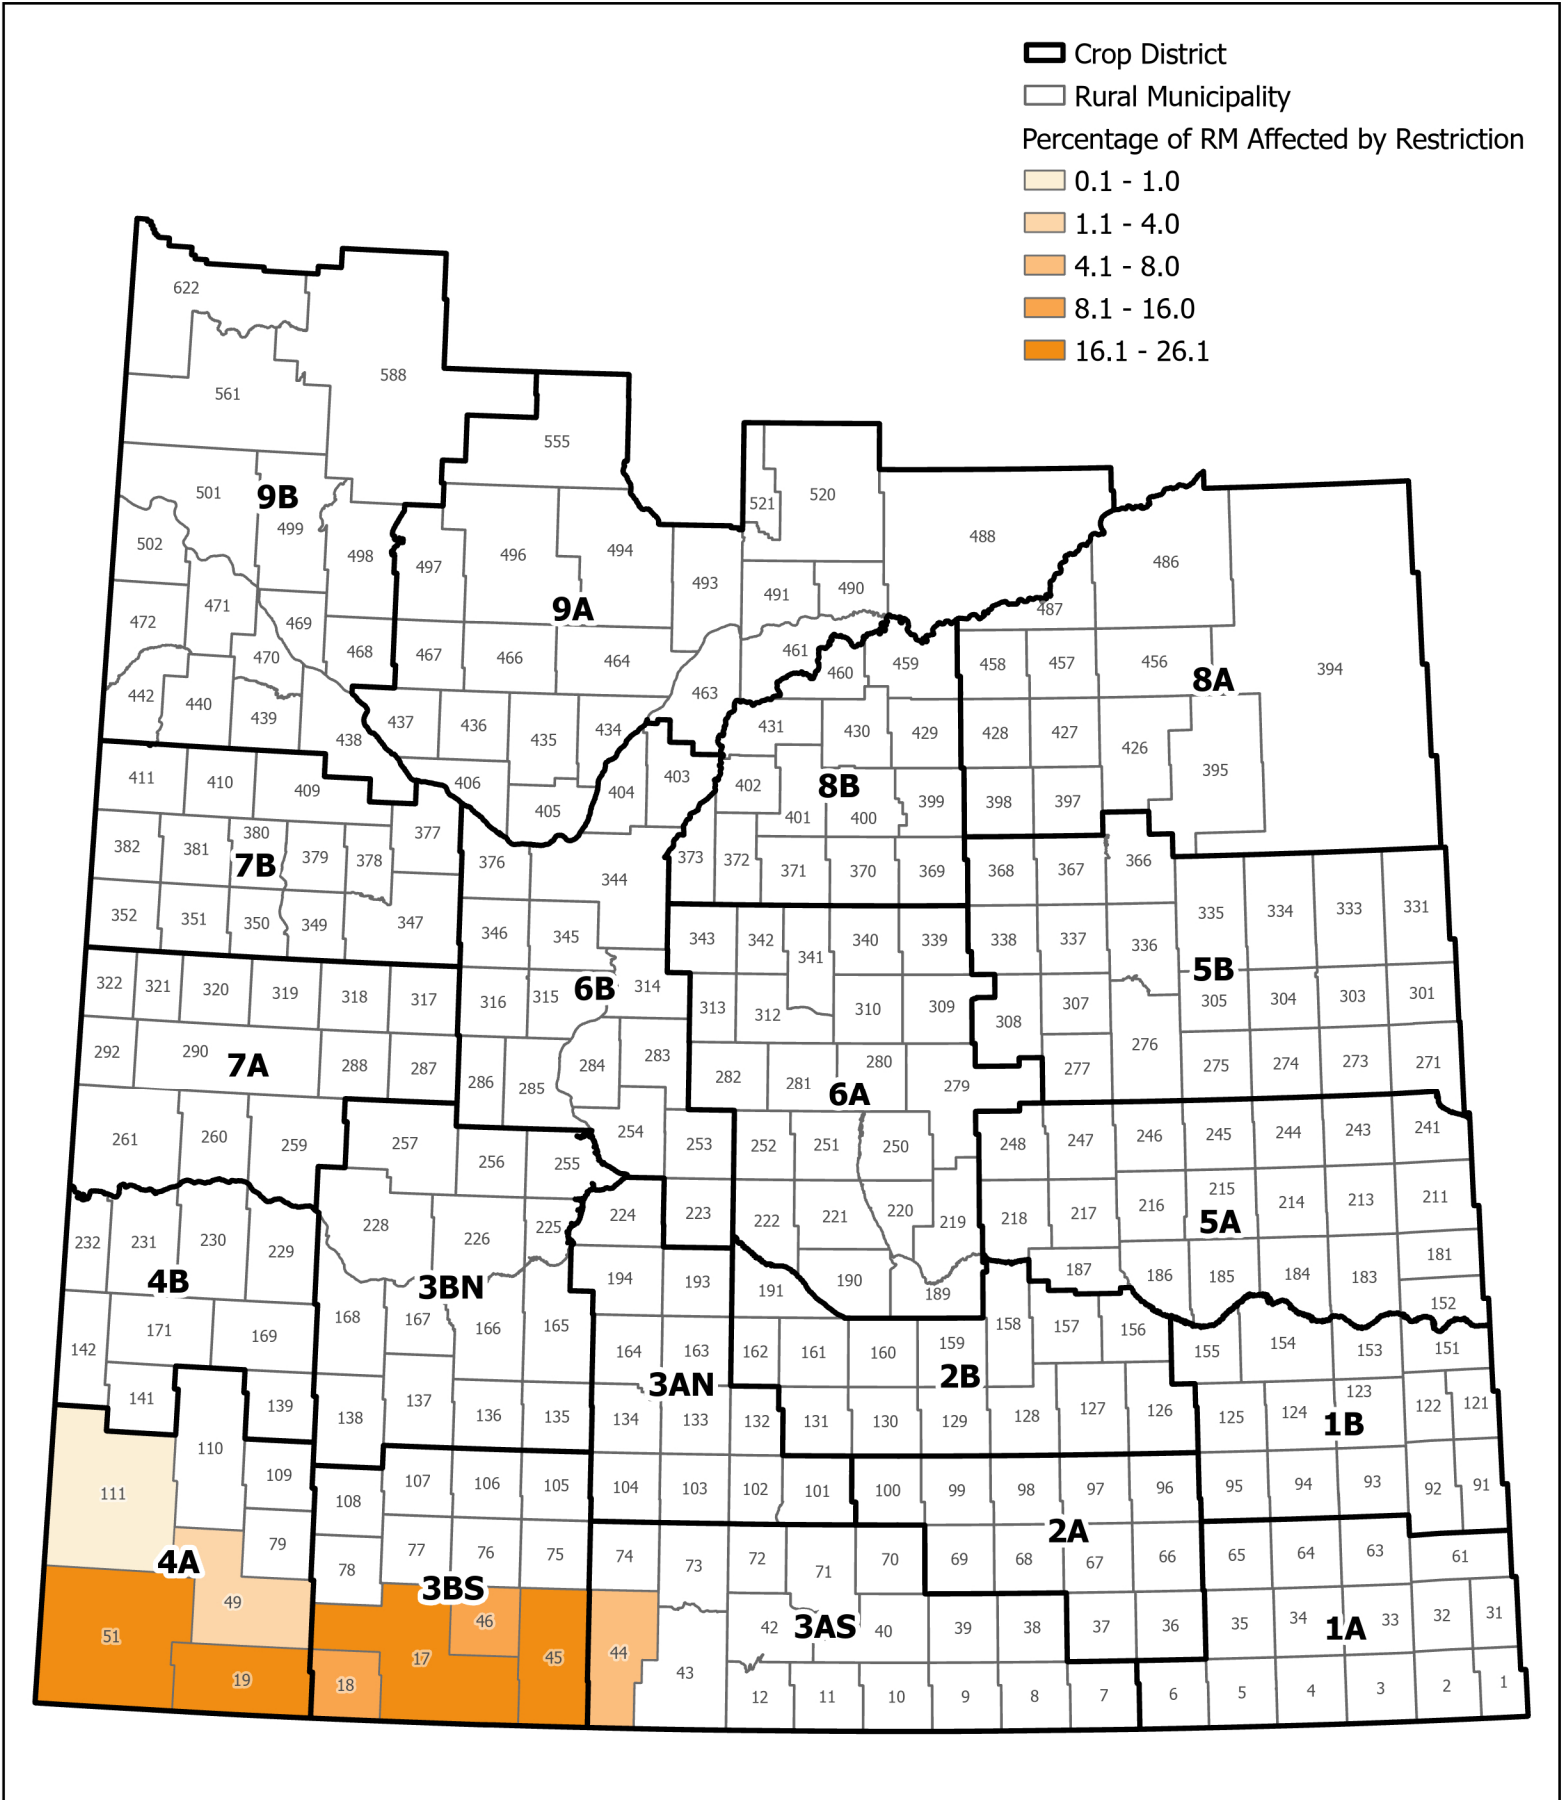 Crop District
Rural Municipality
Percentage of RM Affected by Restriction
0.1 - 1.0
1.1 - 4.0
4.1 - 8.0
8.1 - 16.0
16.1 - 26.1
622
588
561
555
501 9B 499 521 520
502 498 497 496 494 493 488 486
472 471 469 9A 491 490 487
470 468 467 466 464 461 460 459 458 457 456 8A 394
442 440 439 438 437 436 435 434 463 431 430 429 428 427 426 395
411 410 409 406 405 404 403 402 8B 401 400 399 398 397
382 381 380 7B 379 378 377 376 344 373 372 371 370 369 368 367 366
352 351 350 349 347 346 345 343 342 341 340 339 338 337 336 335 334 333 331
322 321 320 319 318 317 316 315 6B 314 313 312 310 309 308 307 5B 305 304 303 301
292 290 7A 288 287 286 285 284 283 282 281 280 6A 279 277 276 275 274 273 271
261 260 259 257 256 255 254 253 252 251 250 248 247 246 245 244 243 241
232 231 230 229 228 226 225 224 223 222 221 220 219 218 217 216 215 5A 214 213 211
4B 3BN 194 193 191 190 189 187 186 185 184 183 181
142 171 169 168 167 166 165 164 163 162 161 160 159 158 157 156 155 154 153 152 151
141 139 138 137 136 135 134 3AN 133 132 131 130 2B 129 128 127 126 125 124 123 1B 122 121
111 110 109 108 107 106 105 104 103 102 101 100 99 98 97 96 95 94 93 92 91
4A 79 78 77 76 75 74 73 72 71 70 69 68 2A 67 66 65 64 63 61
51 49 3BS 46 44 42 3AS 40 39 38 37 36 35 34 1A 33 32 31
19 18 17 45 43 12 11 10 9 8 7 6 5 4 3 2 1